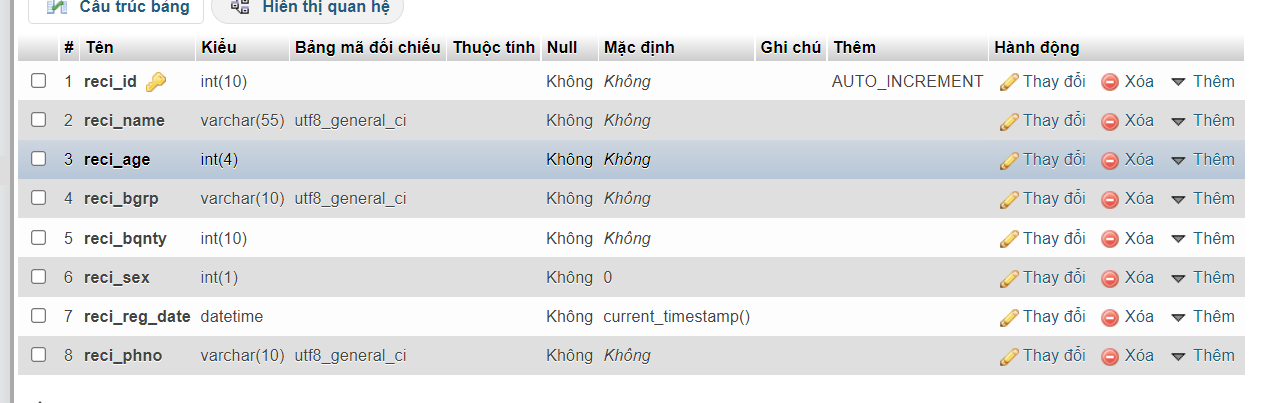 Cấu trúc bảng Hiển thị quan hệ
# Tên Kiểu Bảng mã đối chiếu Thuộc tính Null Mặc định Ghi chú Thêm Hành động
1 reci_id int(10) Không Không AUTO_INCREMENT Thay đổi Xóa Thêm
2 reci_name varchar(55) utf8_general_ci Không Không Thay đổi Xóa Thêm
3 reci_age int(4) Không Không Thay đổi Xóa Thêm
4 reci_bgrp varchar(10) utf8_general_ci Không Không Thay đổi Xóa Thêm
5 reci_bqnty int(10) Không Không Thay đổi Xóa Thêm
6 reci_sex int(1) Không 0 Thay đổi Xóa Thêm
7 reci_reg_date datetime Không current_timestamp() Thay đổi Xóa Thêm
8 reci_phno varchar(10) utf8_general_ci Không Không Thay đổi Xóa Thêm